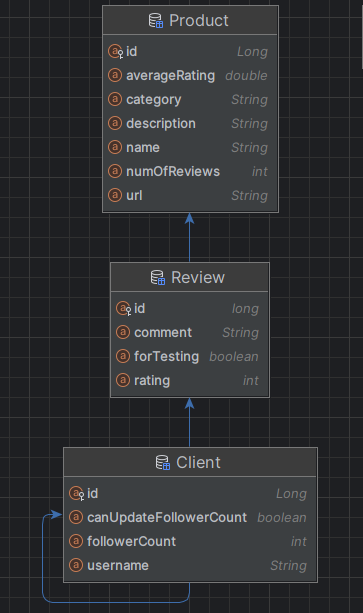 Product
id Long
averageRating double
category String
description String
name String
numOfReviews int
url String
Review
id long
comment String
forTesting boolean
rating int
Client
id Long
canUpdateFollowerCount boolean
followerCount int
username String